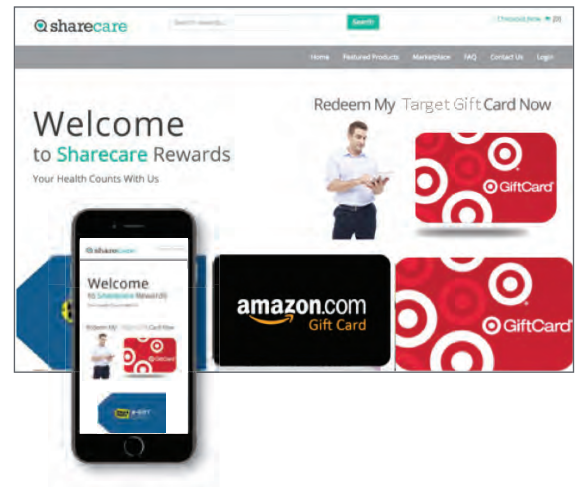 sharecare
Search rewards...
Search
Checkout Now (0)
Home Featured Products Marketplace FAQ Contact Us Login
Welcome
to Sharecare Rewards
Your Health Counts With Us
Redeem My Target Gift Card Now
GiftCard
amazon.com
Gift Card
GiftCard
sharecare
Welcome
to Sharecare Rewards
Redeem My Card Now
GiftCard